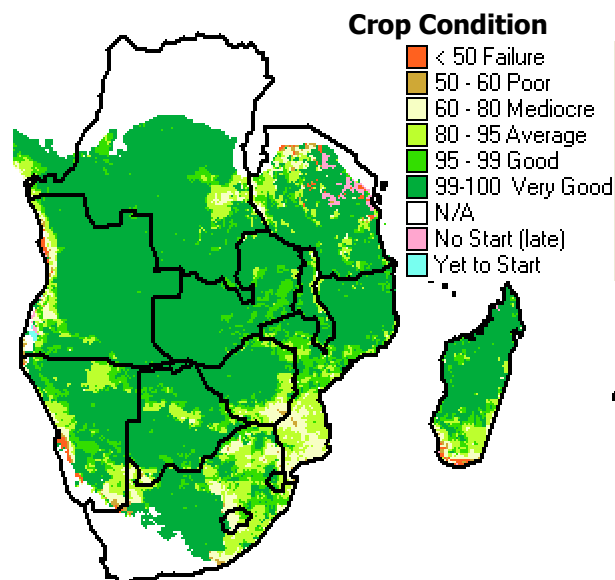 Crop Condition
< 50 Failure
50 - 60 Poor
60 - 80 Mediocre
80 - 95 Average
95 - 99 Good
99-100 Very Good
N/A
No Start (late)
Yet to Start